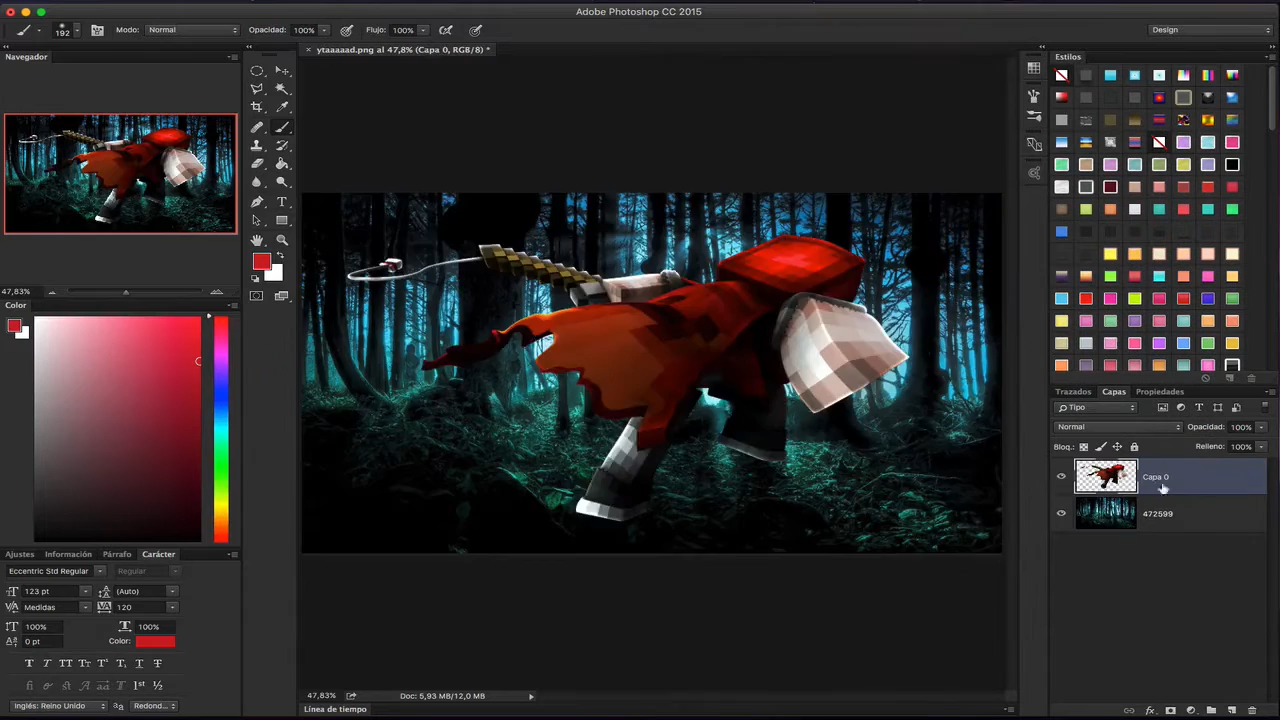 Adobe Photoshop CC 2015
192
Modo:
Normal
Opacidad:
100%
Flujo:
100%
Design
× ytaaaaad.png al 47,8% (Capa 0, RGB/8) *
Navegador
47,83%
Color
Ajustes
Información
Párrafo
Carácter
Eccentric Std Regular
Regular
123 pt
(Auto)
Medidas
120
100%
100%
0 pt
Color:
Inglés: Reino Unido
Redond...
47,83%
Doc: 5,93 MB/12,0 MB
Línea de tiempo
Estilos
Trazados
Capas
Propiedades
Tipo
Normal
Opacidad:
100%
Bloq.:
Relleno:
100%
Capa 0
472599